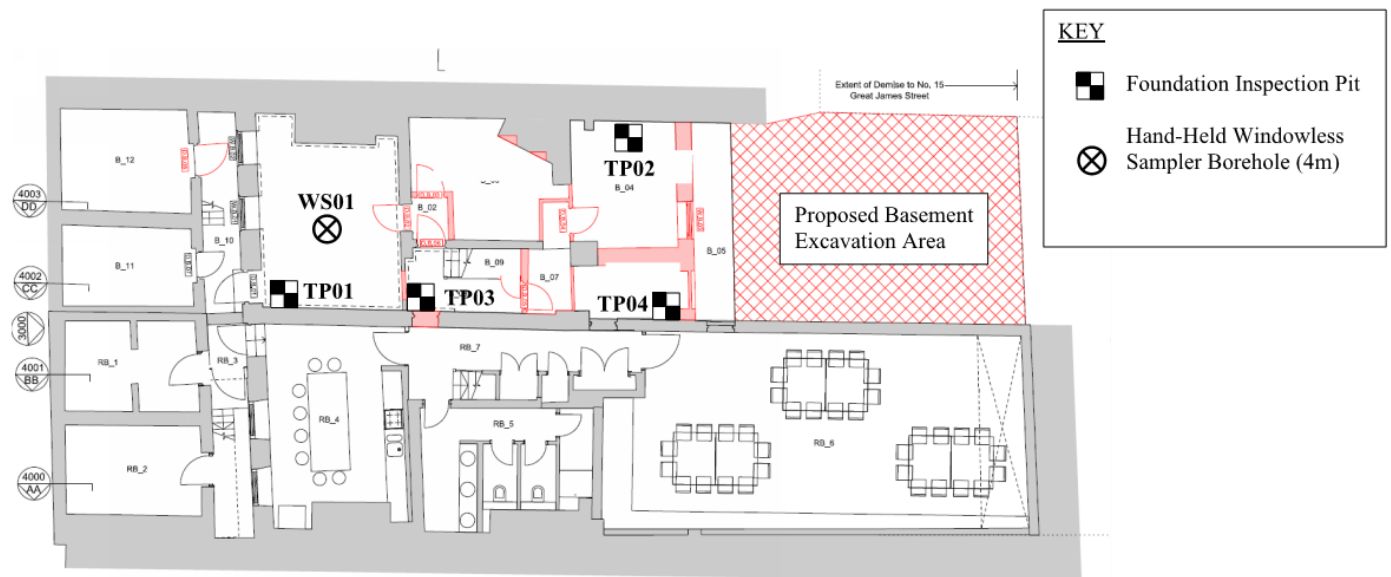 KEY
Foundation Inspection Pit
Hand-Held Windowless
Sampler Borehole (4m)
Extent of Demise to No. 15
Great James Street
TP02
B_04
B_12
4003
DD
WS01
B_02
B_10
Proposed Basement
Excavation Area
B_05
B_11
B_09
B_07
4002
CC
TP01
TP03
TP04
3000
RB_1
RB_3
RB_7
4001
BB
RB_4
RB_5
RB_6
RB_2
4000
AA